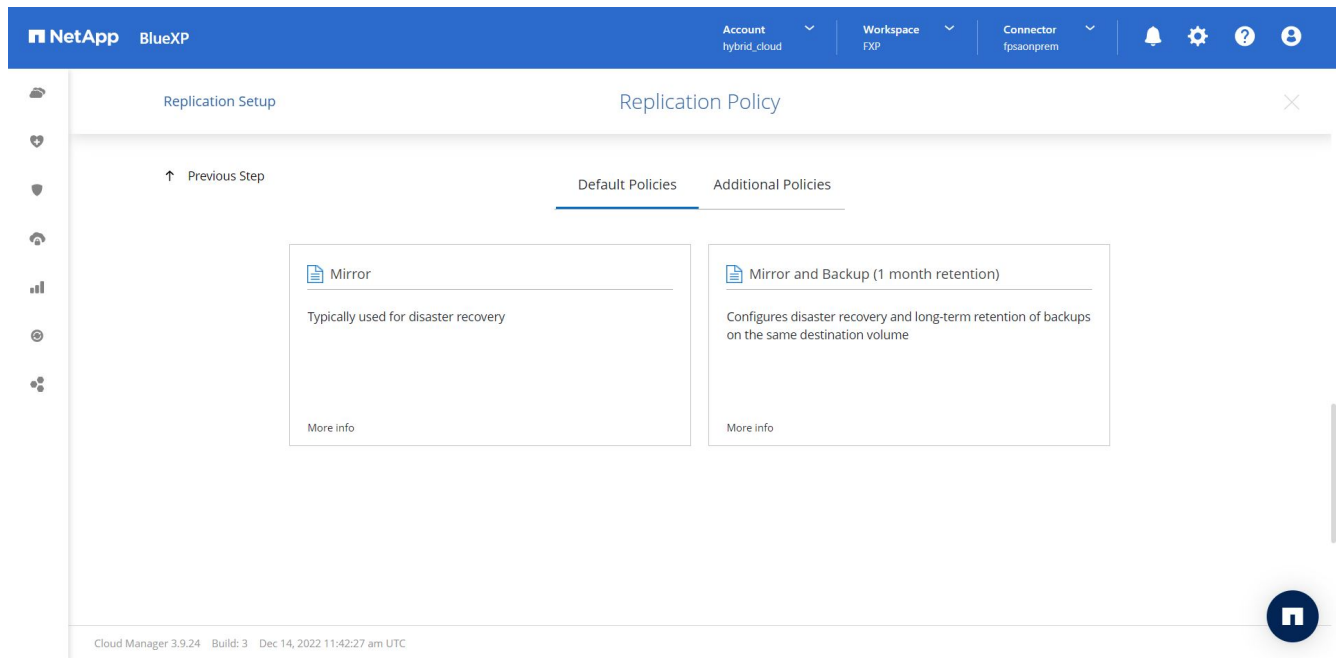 NetApp BlueXP
Account
hybrid_cloud
Workspace
FXP
Connector
fpsaonprem
Replication Setup
Replication Policy
↑ Previous Step
Default Policies
Additional Policies
Mirror
Typically used for disaster recovery
More info
Mirror and Backup (1 month retention)
Configures disaster recovery and long-term retention of backups
on the same destination volume
More info
Cloud Manager 3.9.24 Build: 3 Dec 14, 2022 11:42:27 am UTC